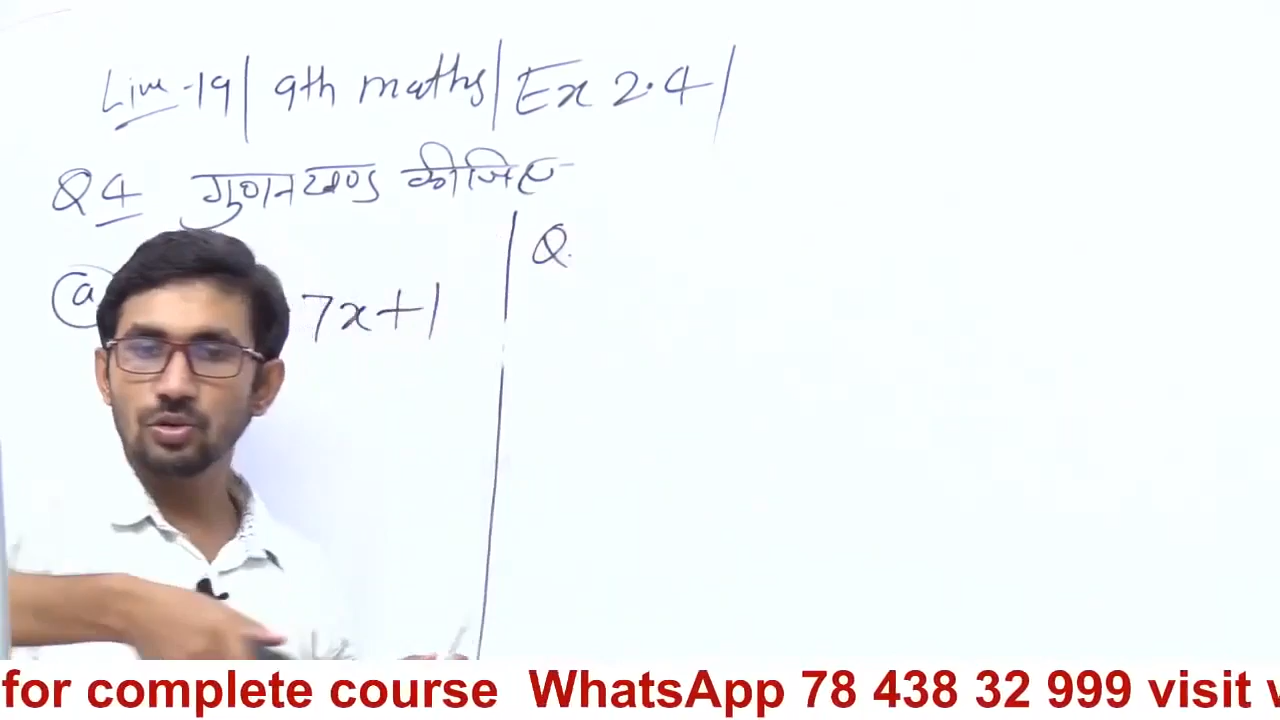 Live-19| 9th maths| Ex 2.4|
Q4 गुणनखण्ड कीजिए
(a) 7x+1
Q.
for complete course WhatsApp 78 438 32 999 visit